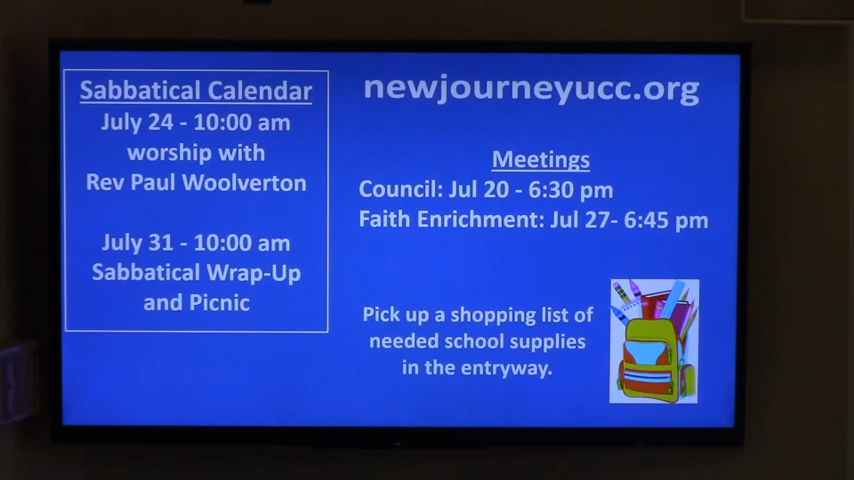 Sabbatical Calendar
July 24 - 10:00 am
worship with
Rev Paul Woolverton
July 31 - 10:00 am
Sabbatical Wrap-Up
and Picnic
newjourneyucc.org
Meetings
Council: Jul 20 - 6:30 pm
Faith Enrichment: Jul 27- 6:45 pm
Pick up a shopping list of
needed school supplies
in the entryway.